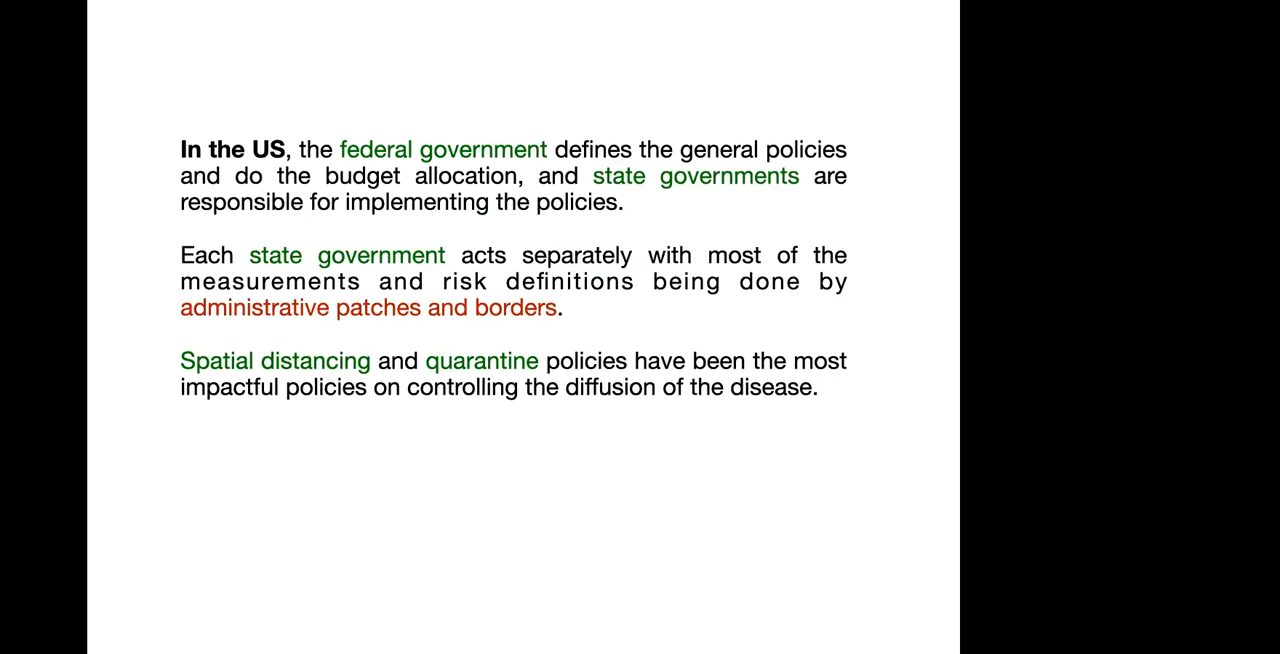 In the US, the federal government defines the general policies
and do the budget allocation, and state governments are
responsible for implementing the policies.
Each state government acts separately with most of the
measurements and risk definitions being done by
administrative patches and borders.
Spatial distancing and quarantine policies have been the most
impactful policies on controlling the diffusion of the disease.